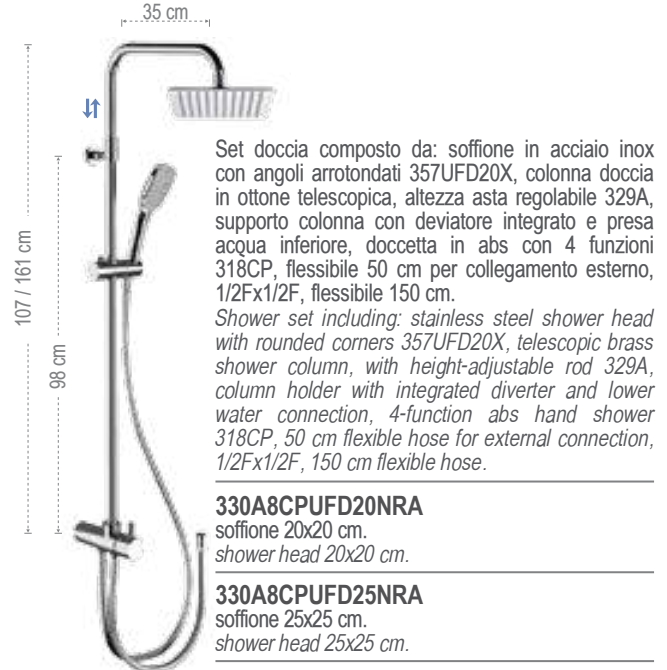 35 cm
107 / 161 cm
98 cm
Set doccia composto da: soffione in acciaio inox
con angoli arrotondati 357UFD20X, colonna doccia
in ottone telescopica, altezza asta regolabile 329A,
supporto colonna con deviatore integrato e presa
acqua inferiore, doccetta in abs con 4 funzioni
318CP, flessibile 50 cm per collegamento esterno,
1/2Fx1/2F, flessibile 150 cm.
Shower set including: stainless steel shower head
with rounded corners 357UFD20X, telescopic brass
shower column, with height-adjustable rod 329A,
column holder with integrated diverter and lower
water connection, 4-function abs hand shower
318CP, 50 cm flexible hose for external connection,
1/2Fx1/2F, 150 cm flexible hose.
330A8CPUFD20NRA
soffione 20x20 cm.
shower head 20x20 cm.
330A8CPUFD25NRA
soffione 25x25 cm.
shower head 25x25 cm.